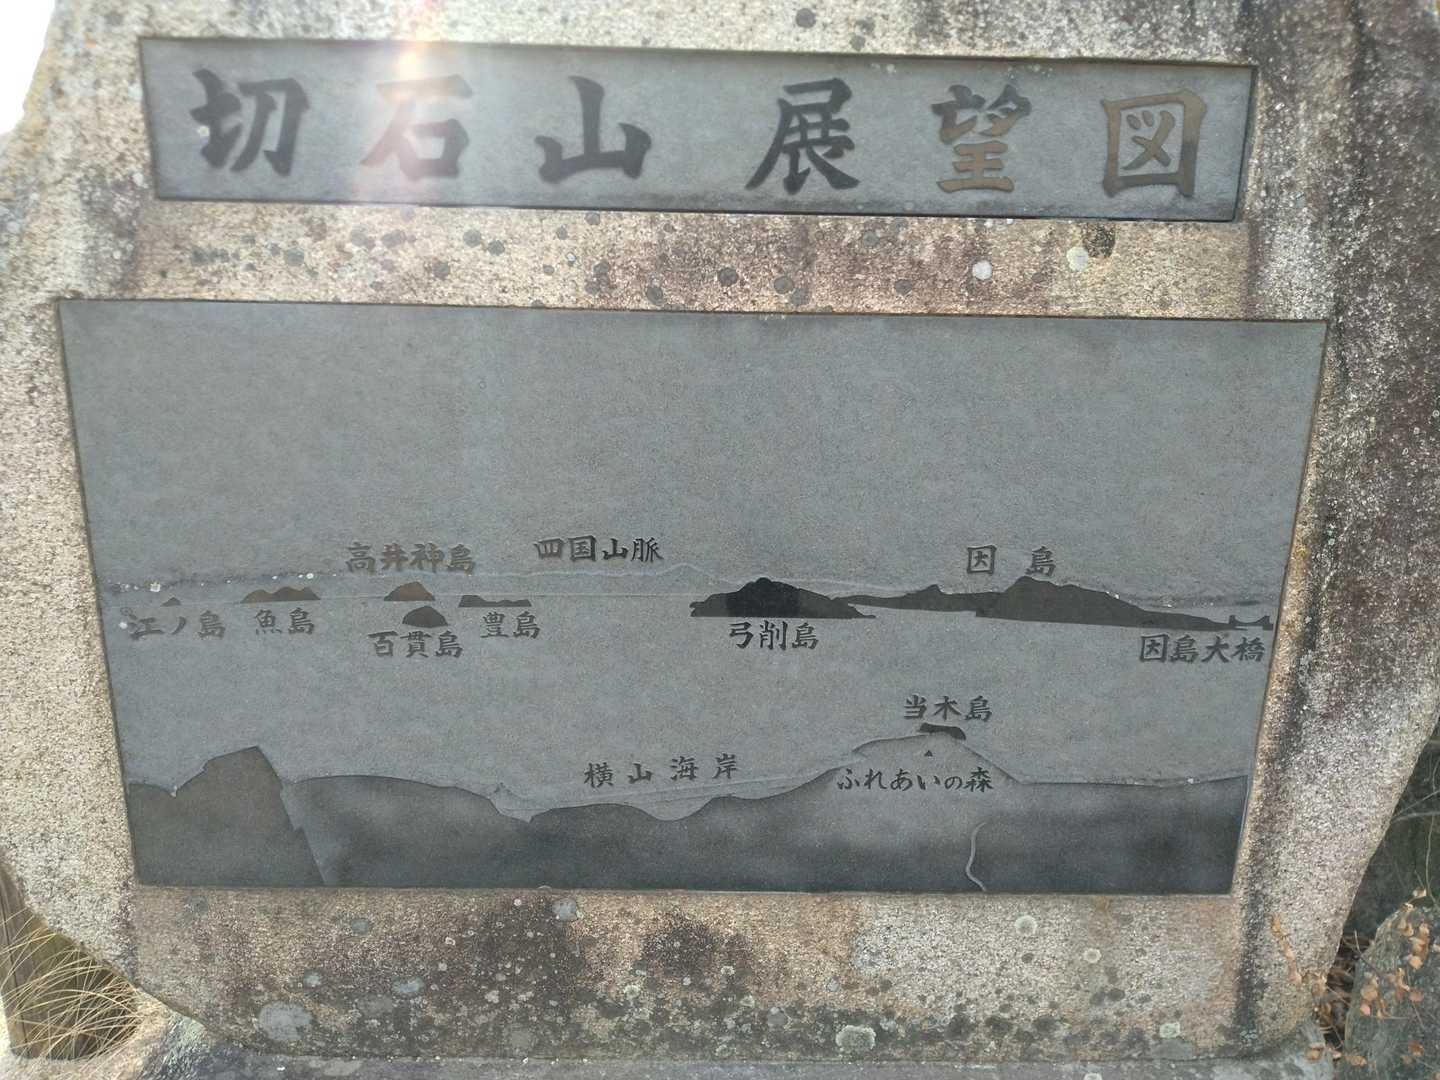 切石山 展望図
高井神島
四国山脈
因 島
江ノ島
魚島
百貫島
豊島
弓削島
因島大橋
当木島
横山海岸
ふれあいの森